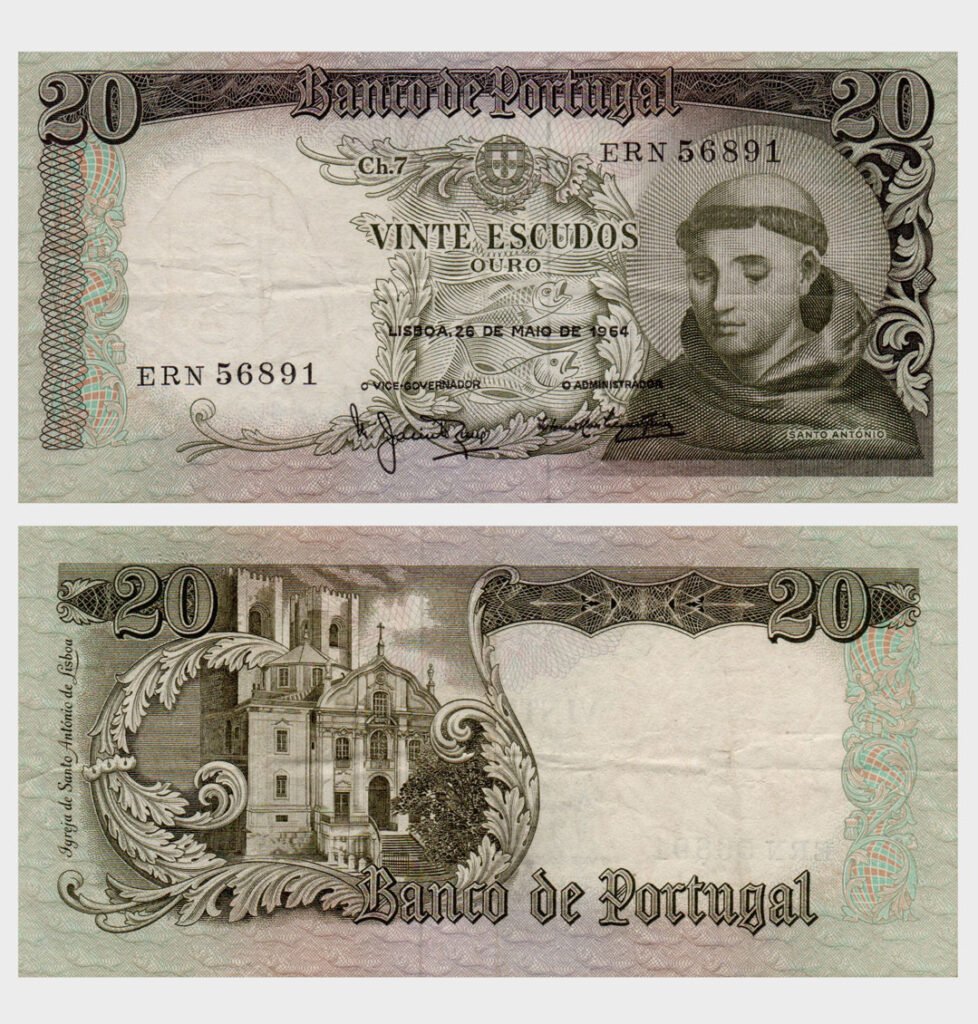 20 Banco de Portugal 20
Ch.7
ERN 56891
VINTE ESCUDOS
OURO
LISBOA, 26 DE MAIO DE 1964
ERN 56891
O VICE-GOVERNADOR
O ADMINISTRADOR
SANTO ANTÓNIO
20
20
Igreja de Santo António de Lisboa
Banco de Portugal